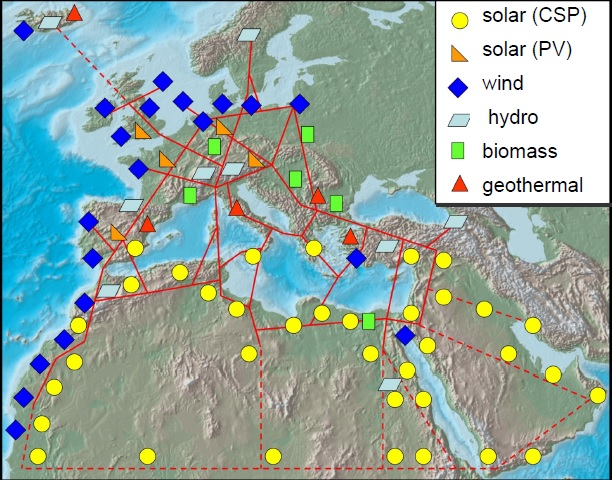 solar (CSP)
solar (PV)
wind
hydro
biomass
geothermal